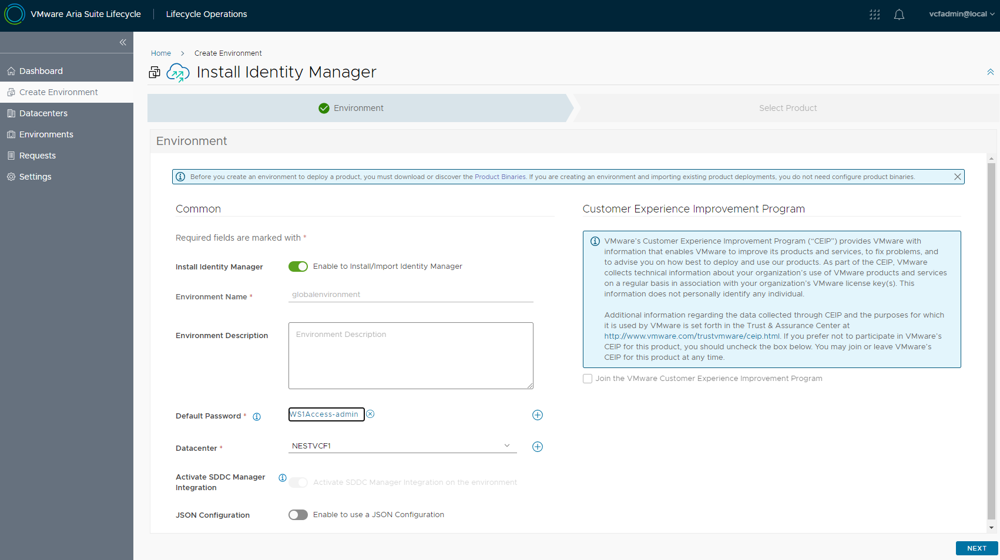 VMware Aria Suite Lifecycle
Lifecycle Operations
vcfadmin@local
Dashboard
Create Environment
Datacenters
Environments
Requests
Settings
Home > Create Environment
Install Identity Manager
Environment
Select Product
Environment
Before you create an environment to deploy a product, you must download or discover the Product Binaries. If you are creating an environment and importing existing product deployments, you do not need configure product binaries.
Common
Required fields are marked with *
Install Identity Manager
Enable to Install/Import Identity Manager
Environment Name *
globalenvironment
Environment Description
Environment Description
Default Password *
WS1Access-admin
Datacenter *
NESTVCF1
Activate SDDC Manager
Integration
Activate SDDC Manager Integration on the environment
JSON Configuration
Enable to use a JSON Configuration
Customer Experience Improvement Program
VMware's Customer Experience Improvement Program (“CEIP”) provides VMware with
information that enables VMware to improve its products and services, to fix problems, and
to advise you on how best to deploy and use our products. As part of the CEIP, VMware
collects technical information about your organization’s use of VMware products and services
on a regular basis in association with your organization’s VMware license key(s). This
information does not personally identify any individual.
Additional information regarding the data collected through CEIP and the purposes for which
it is used by VMware is set forth in the Trust & Assurance Center at
http://www.vmware.com/trustvmware/ceip.html. If you prefer not to participate in VMware’s
CEIP for this product, you should uncheck the box below. You may join or leave VMware’s
CEIP for this product at any time.
Join the VMware Customer Experience Improvement Program
NEXT